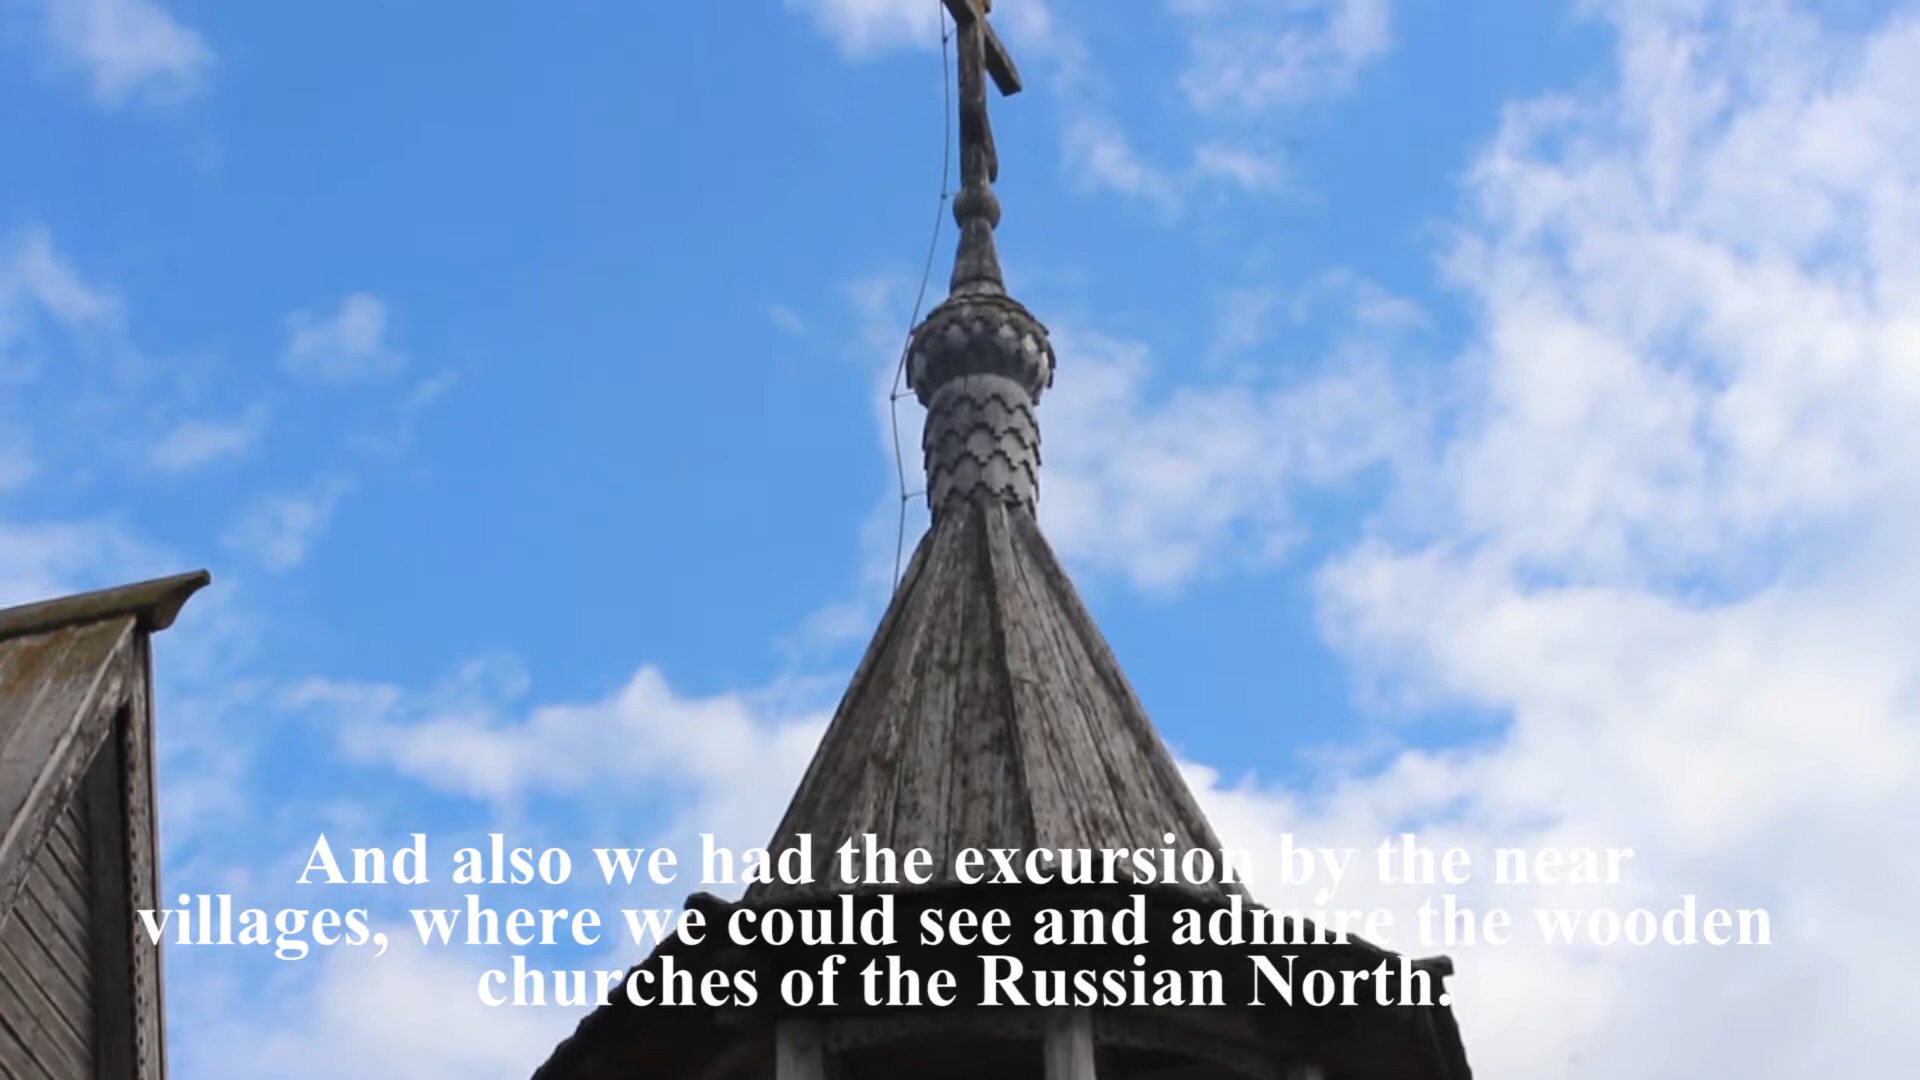 And also we had the excursion by the near
villages, where we could see and admire the wooden
churches of the Russian North.